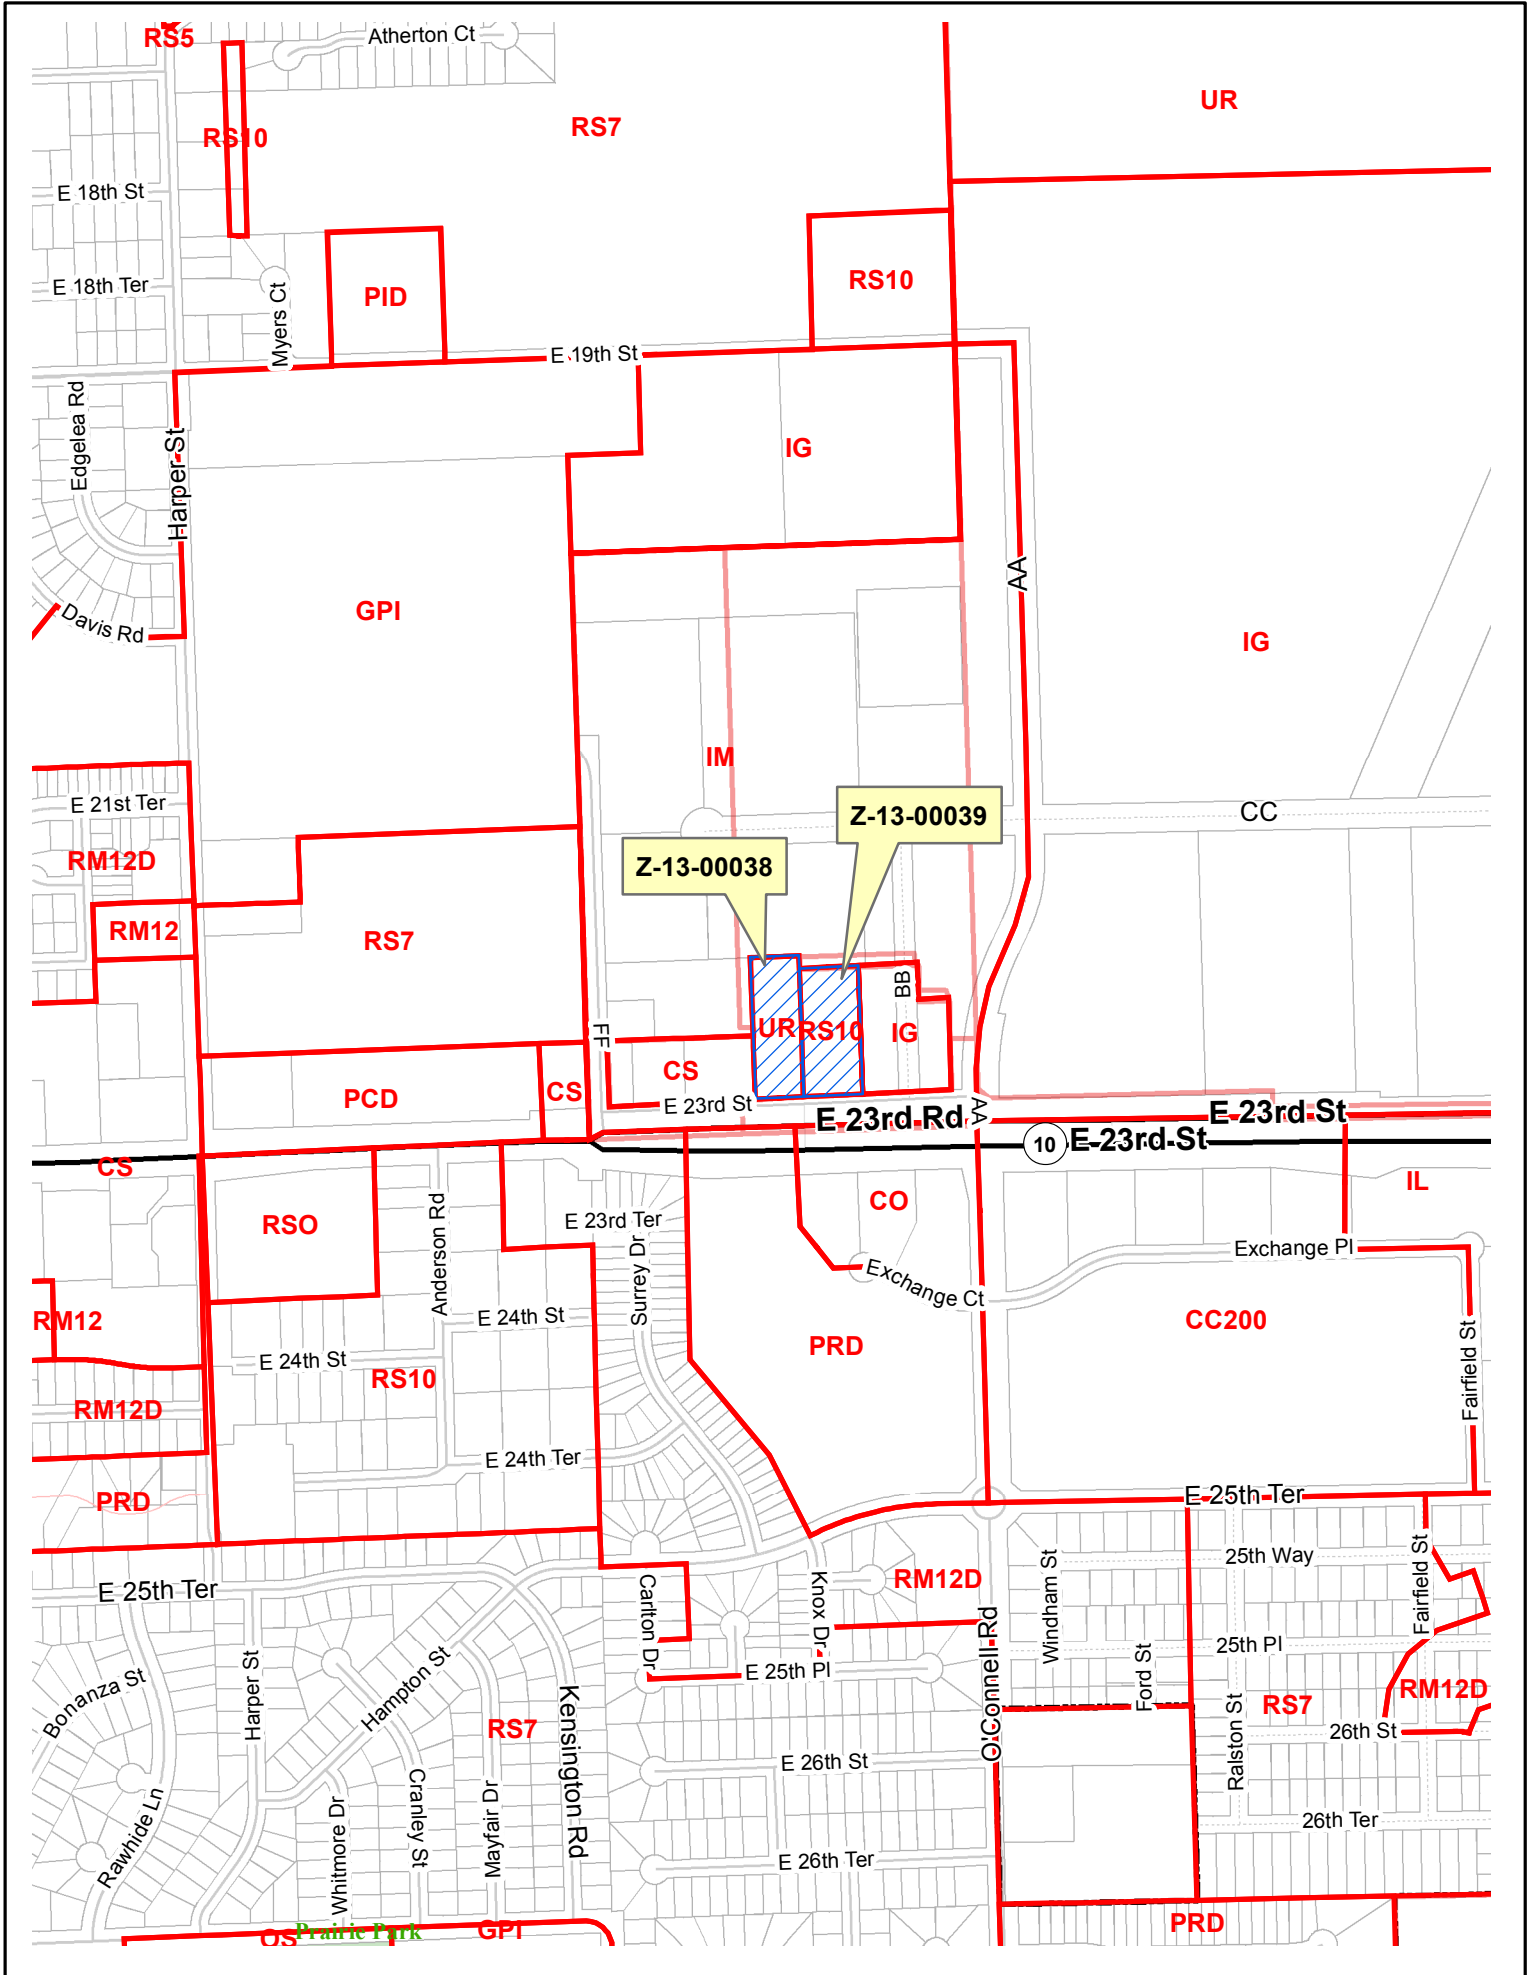 RS5
Atherton Ct
UR
RS7
RS10
E 18th St
RS10
E 18th Ter
PID
Myers Ct
E 19th St
Edgelea Rd
Harper St
IG
AA
GPI
Davis Rd
IG
IM
E 21st Ter
CC
Z-13-00039
Z-13-00038
RM12D
RM12
RS7
BB
UR
RS10
IG
FF
CS
CS
PCD
E 23rd St
E 23rd Rd
AA
E 23rd St
10
E 23rd St
CS
IL
CO
RSO
E 23rd Ter
Anderson Rd
Surrey Dr
Exchange Pl
Exchange Ct
RM12
E 24th St
CC200
PRD
E 24th St
RS10
Fairfield St
RM12D
E 24th Ter
PRD
E 25th Ter
25th Way
E 25th Ter
Carlton Dr
Knox Dr
RM12D
Windham St
Fairfield St
25th Pl
E 25th Pl
Ford St
O'Connell Rd
Bonanza St
Harper St
Hampton St
Kensington Rd
RS7
RS7
RM12D
Ralston St
26th St
E 26th St
Rawhide Ln
Whitmore Dr
Cranley St
Mayfair Dr
26th Ter
E 26th Ter
PRD
OS
Prairie Park
GPI